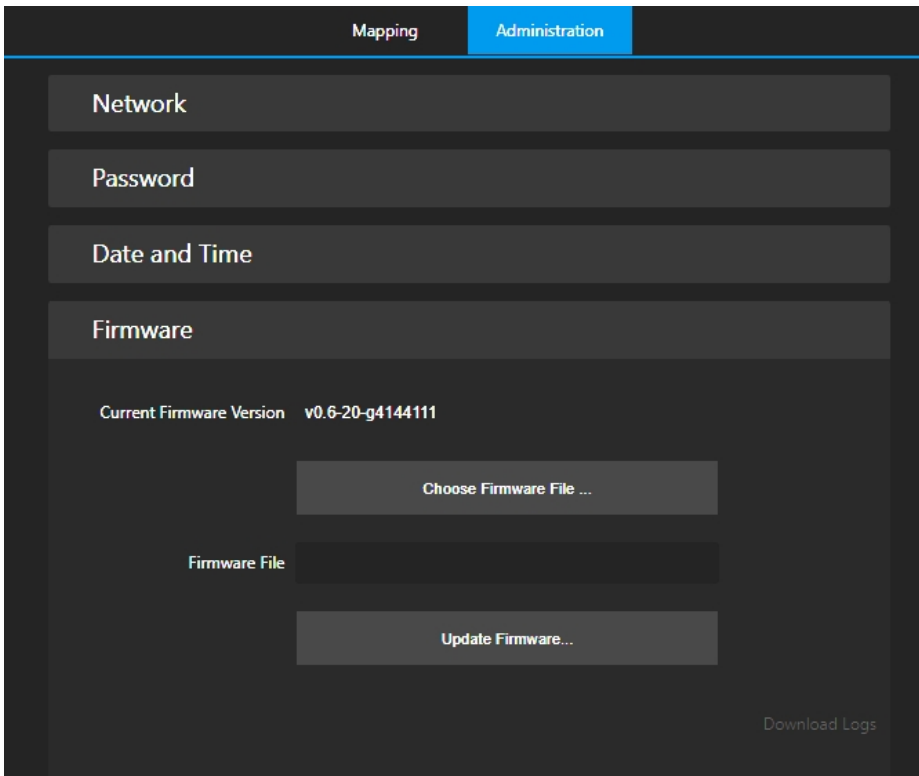 Mapping Administration
Network
Password
Date and Time
Firmware
Current Firmware Version v0.6-20-g4144111
Choose Firmware File ...
Firmware File
Update Firmware...
Download Logs